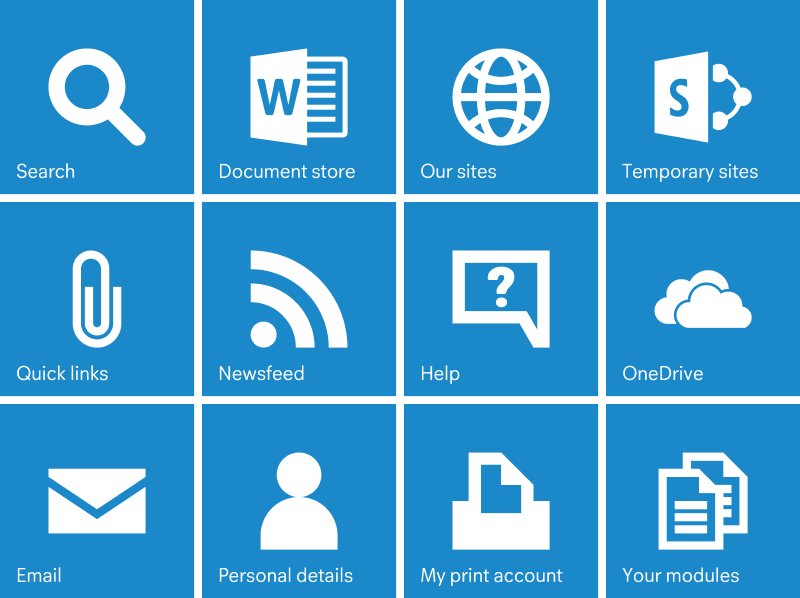 Search
W
Document store
Our sites
S
Temporary sites
Quick links
Newsfeed
?
Help
OneDrive
Email
Personal details
My print account
Your modules